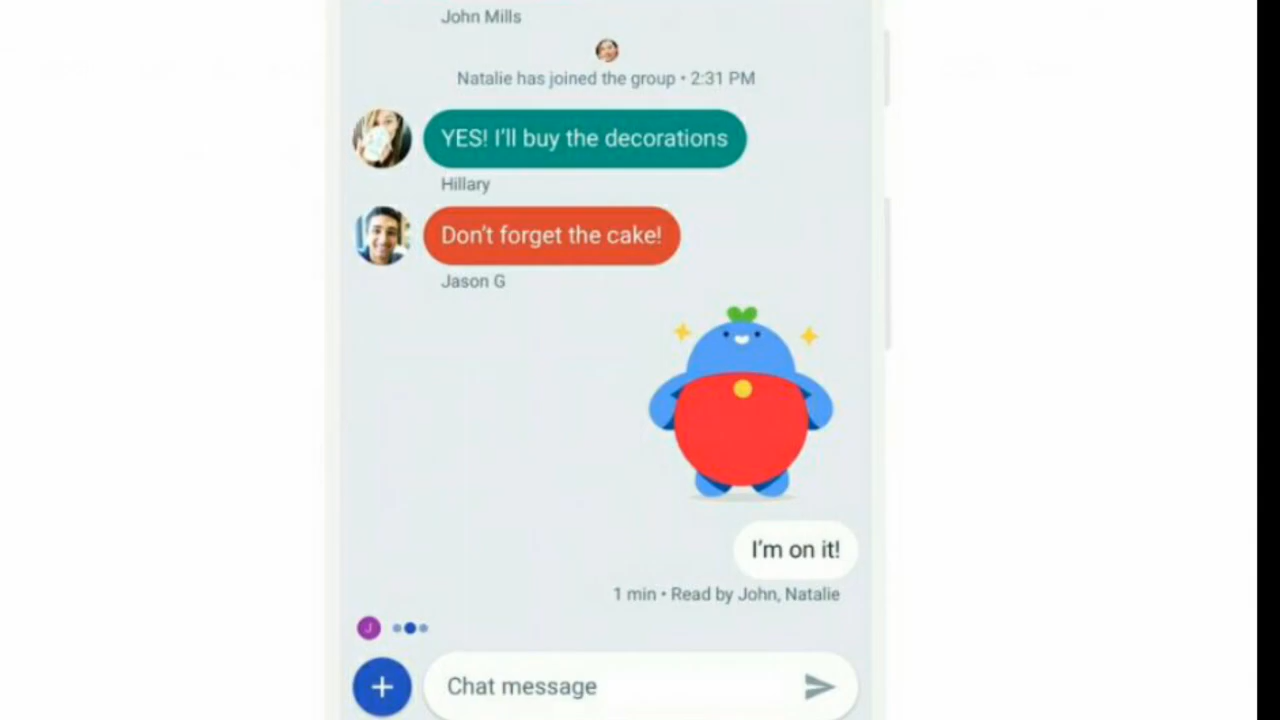 John Mills
Natalie has joined the group • 2:31 PM
YES! I'll buy the decorations
Hillary
Don't forget the cake!
Jason G
I'm on it!
1 min • Read by John, Natalie
J
Chat message